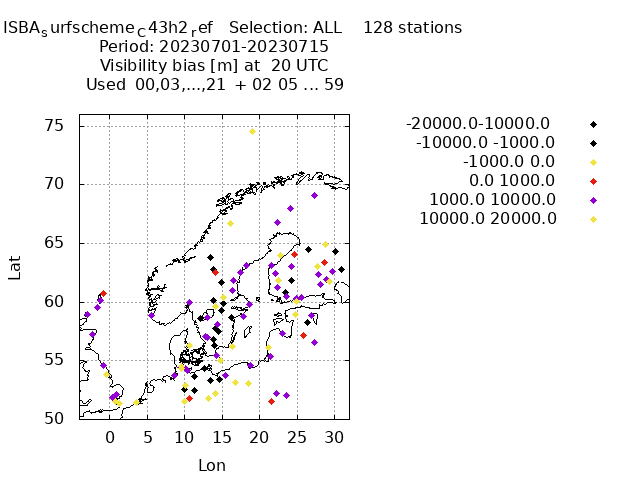 ISBAsurfschemeC43h2ref Selection: ALL 128 stations
Period: 20230701-20230715
Visibility bias [m] at 20 UTC
Used 00,03,...,21 + 02 05 ... 59
-20000.0-10000.0
-10000.0 -1000.0
-1000.0 0.0
0.0 1000.0
1000.0 10000.0
10000.0 20000.0
75
70
65
60
55
50
Lat
0 5 10 15 20 25 30
Lon